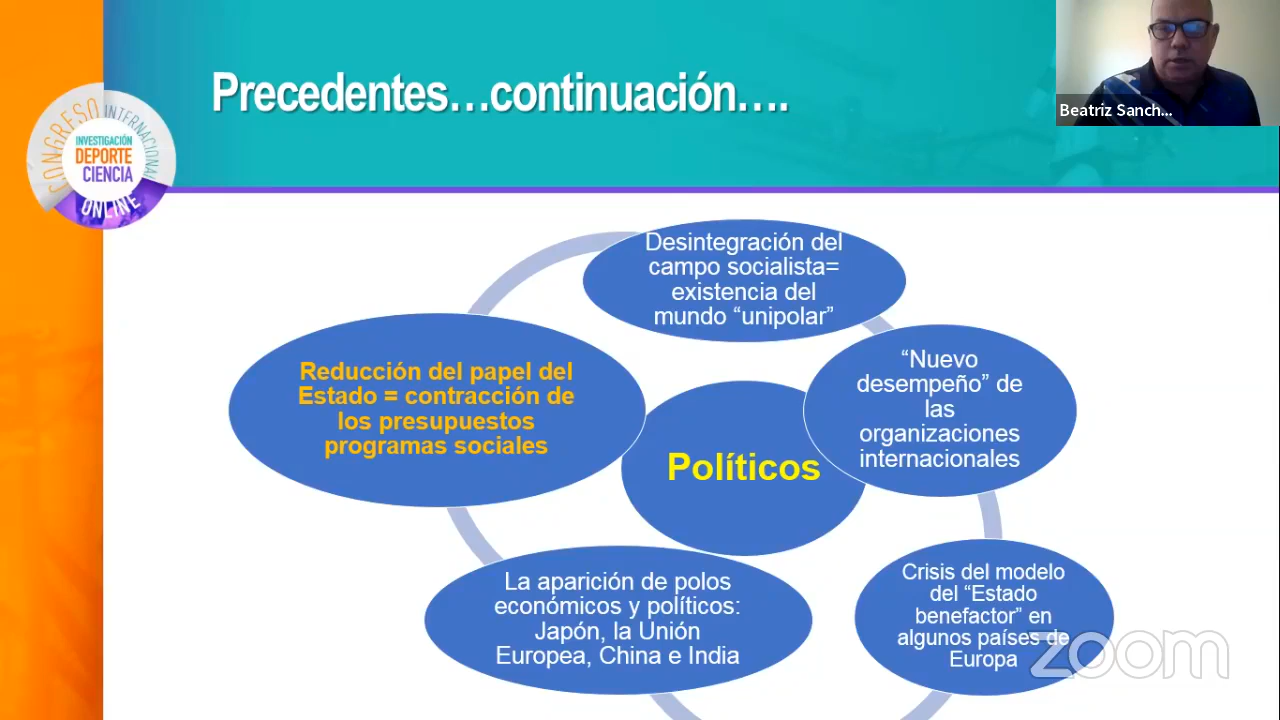 Precedentes…continuación….
Beatriz Sanch...
CONGRESO INTERNACIONAL
INVESTIGACIÓN
DEPORTE
CIENCIA
ONLINE
Desintegración del
campo socialista=
existencia del
mundo “unipolar”
“Nuevo
desempeño” de
las
organizaciones
internacionales
Reducción del papel del
Estado = contracción de
los presupuestos
programas sociales
Políticos
La aparición de polos
económicos y políticos:
Japón, la Unión
Europea, China e India
Crisis del modelo
del “Estado
benefactor” en
algunos países de
Europa
zoom